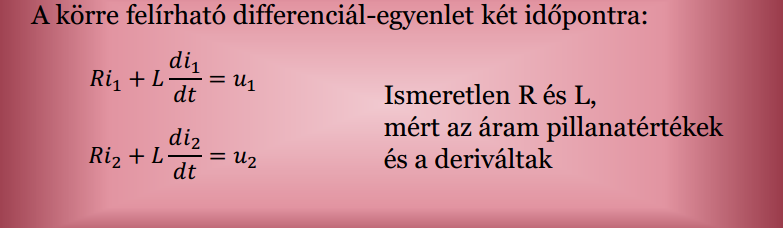 A körre felírható differenciál-egyenlet két időpontra:
Ri₁ + L di₁/dt = u₁
Ri₂ + L di₂/dt = u₂
Ismeretlen R és L,
mért az áram pillanatértékek
és a deriváltak